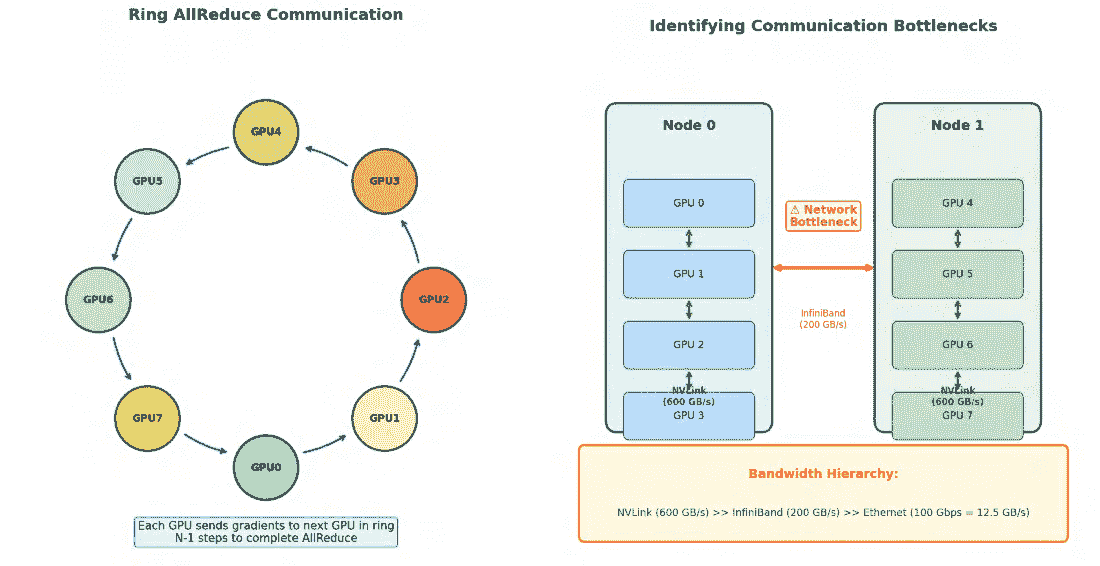 Ring AllReduce Communication
GPU4
GPU5
GPU3
GPU6
GPU2
GPU7
GPU1
GPU0
Each GPU sends gradients to next GPU in ring
N-1 steps to complete AllReduce
Identifying Communication Bottlenecks
Node 0
GPU 0
GPU 1
GPU 2
NVLink
(600 GB/s)
GPU 3
⚠ Network
Bottleneck
InfiniBand
(200 GB/s)
Node 1
GPU 4
GPU 5
GPU 6
NVLink
(600 GB/s)
GPU 7
Bandwidth Hierarchy:
NVLink (600 GB/s) >> InfiniBand (200 GB/s) >> Ethernet (100 Gbps = 12.5 GB/s)